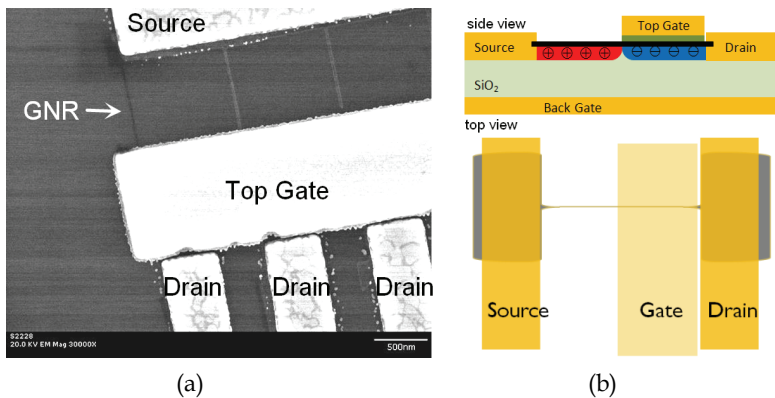 Source
GNR
Top Gate
Drain
Drain
Drain
S2228
20.0 KV EM Mag 30000X
500nm
(a)
side view
Top Gate
Source
Drain
SiO₂
Back Gate
top view
Source
Gate
Drain
(b)